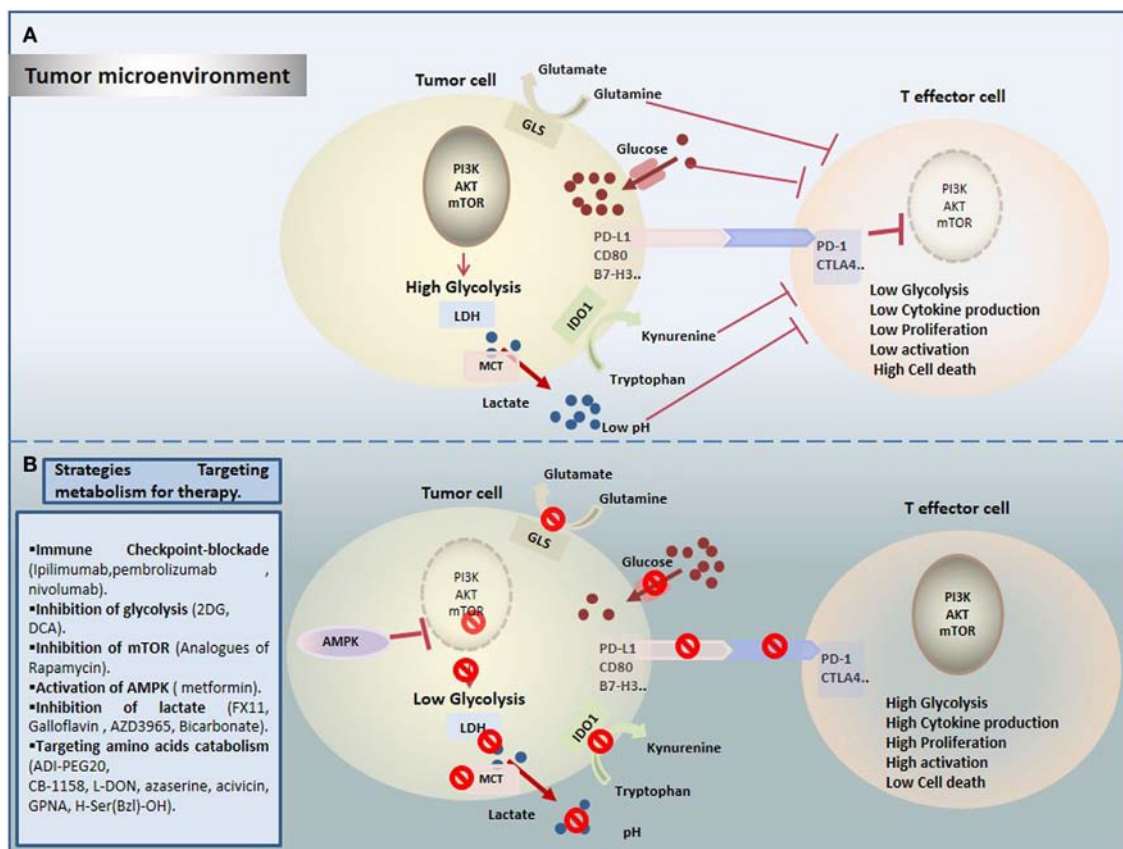 A
Tumor microenvironment
Tumor cell
Glutamate
Glutamine
GLS
T effector cell
Glucose
PI3K
AKT
mTOR
PI3K
AKT
mTOR
PD-L1
CD80
B7-H3..
PD-1
CTLA4..
High Glycolysis
LDH
IDO1
Kynurenine
MCT
Tryptophan
Lactate
Low pH
Low Glycolysis
Low Cytokine production
Low Proliferation
Low activation
High Cell death
B
Strategies Targeting
metabolism for therapy.
▪Immune Checkpoint-blockade
(Ipilimumab,pembrolizumab ,
nivolumab).
▪Inhibition of glycolysis (2DG,
DCA).
▪Inhibition of mTOR (Analogues of
Rapamycin).
▪Activation of AMPK ( metformin).
▪Inhibition of lactate (FX11,
Galloflavin , AZD3965, Bicarbonate).
▪Targeting amino acids catabolism
(ADI-PEG20,
CB-1158, L-DON, azaserine, acivicin,
GPNA, H-Ser(Bzl)-OH).
Tumor cell
Glutamate
Glutamine
GLS
T effector cell
Glucose
PI3K
AKT
mTOR
PI3K
AKT
mTOR
AMPK
PD-L1
CD80
B7-H3..
PD-1
CTLA4..
Low Glycolysis
LDH
IDO1
Kynurenine
MCT
Tryptophan
Lactate
pH
High Glycolysis
High Cytokine production
High Proliferation
High activation
Low Cell death